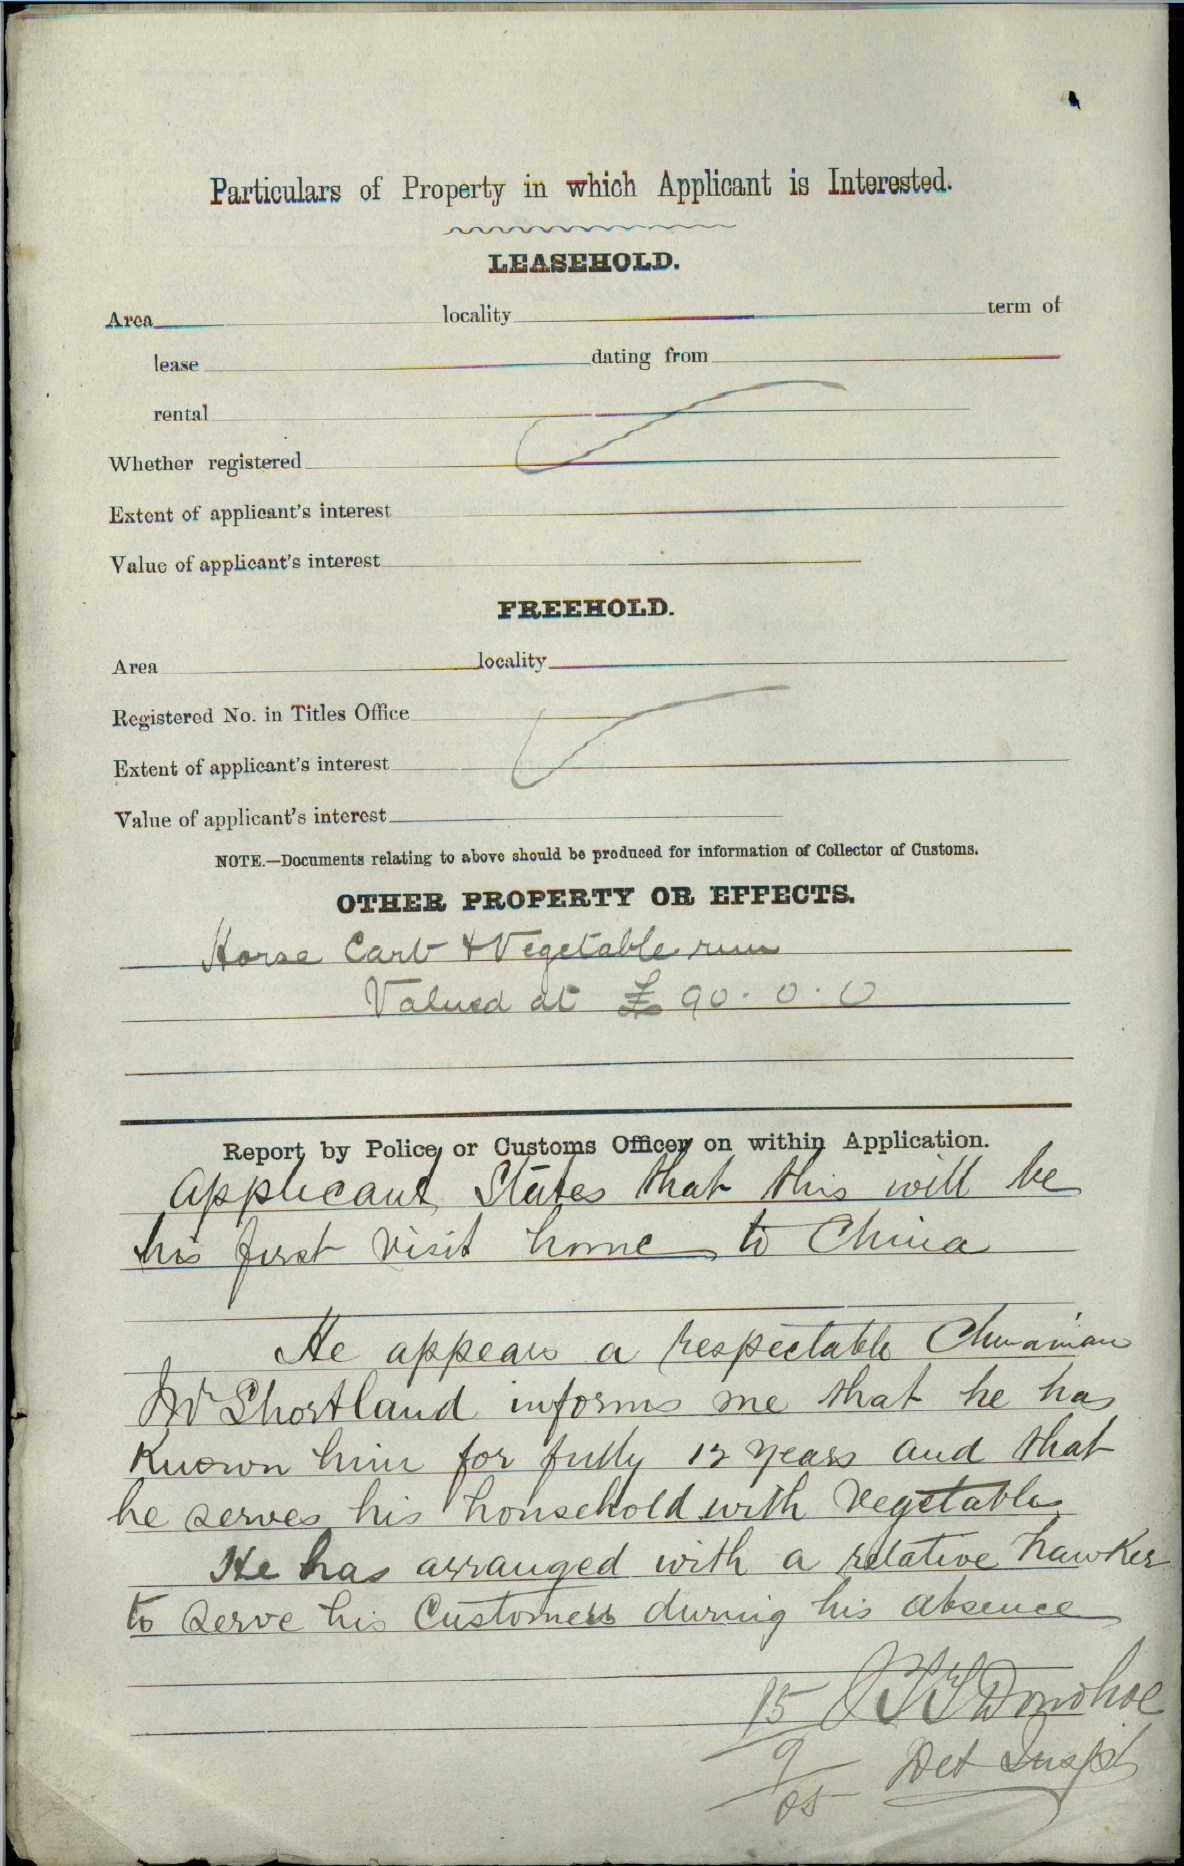 Particulars of Property in which Applicant is Interested.
LEASEHOLD.
Area locality term of
lease dating from
rental
Whether registered
Extent of applicant's interest
Value of applicant's interest
FREEHOLD.
Area locality
Registered No. in Titles Office
Extent of applicant's interest
Value of applicant's interest
NOTE.—Documents relating to above should be produced for information of Collector of Customs.
OTHER PROPERTY OR EFFECTS.
Horse Cart & Vegetable run
Valued at £90.0.0
Report by Police or Customs Officer on within Application.
Applicant States that this will be
his first visit home to China
He appears a respectable Chinaman
Mr Shortland informs me that he has
Known him for fully 12 years and that
he serves his household with Vegetables
He has arranged with a relative hawker
to serve his Customers during his absence
15 Donohoe
9 Det Inspr
05